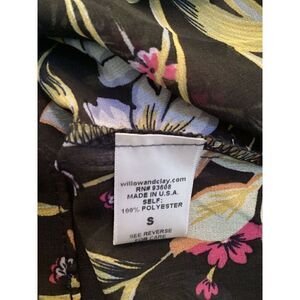 willowandclay.com
RN# 93608
MADE IN U.S.A.
SELF:
100% POLYESTER
S
SEE REVERSE
FOR CARE